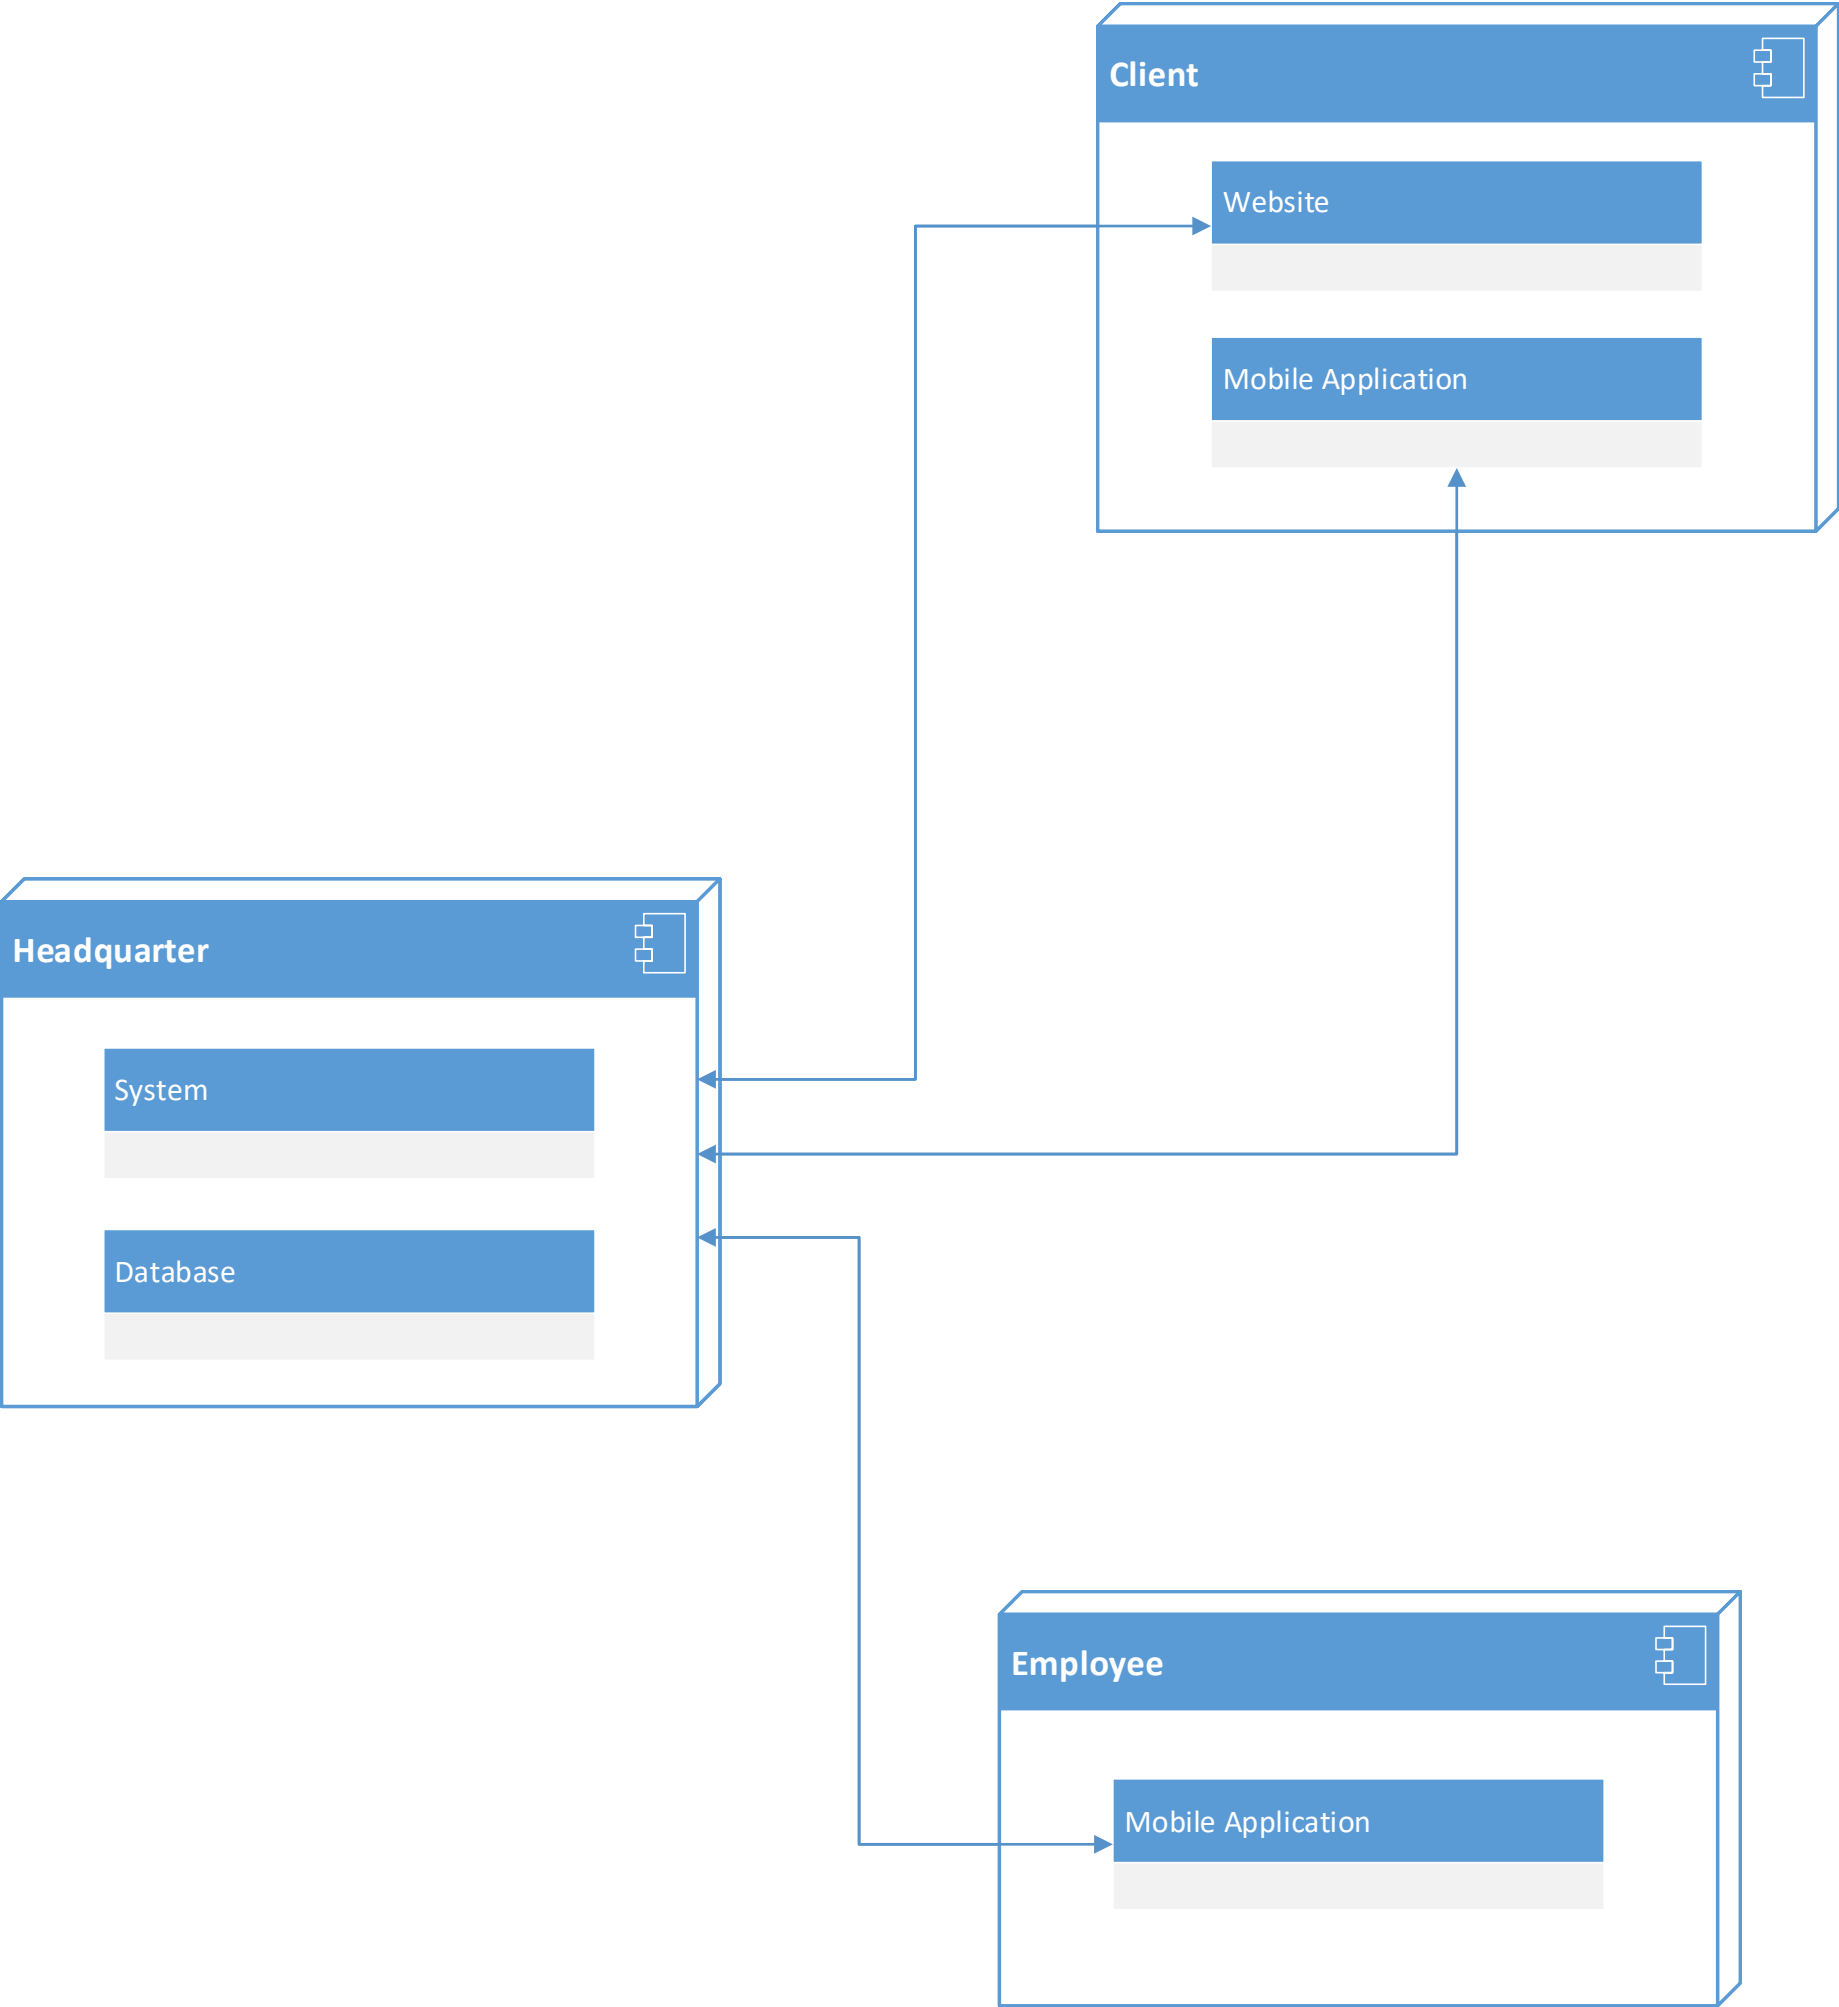 Client
Website
Mobile Application
Headquarter
System
Database
Employee
Mobile Application